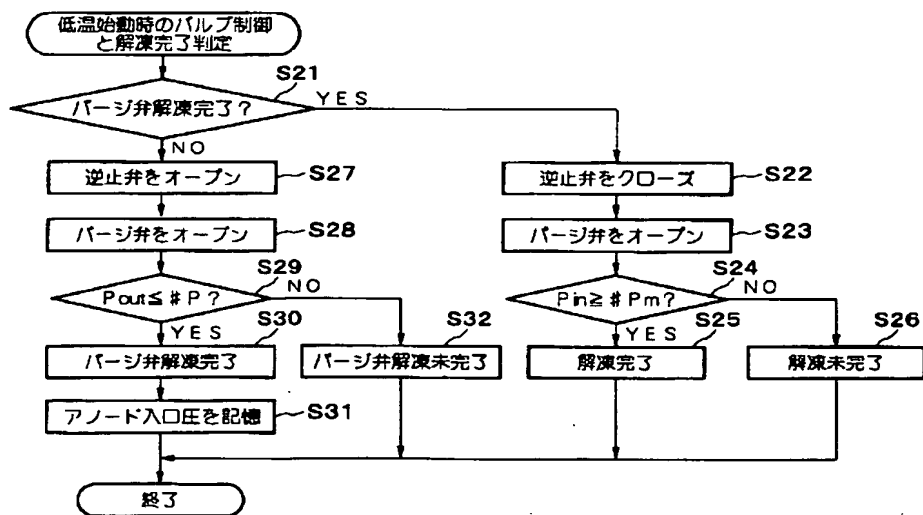 低温始動時のバルブ制御
と解凍完了判定
S21
パージ弁解凍完了？
YES
NO
逆止弁をオープン
S27
逆止弁をクローズ
S22
パージ弁をオープン
S28
パージ弁をオープン
S23
S29
Pout≦#P？
NO
S24
Pin≧#Pm？
NO
YES
S30
S32
YES
S25
S26
パージ弁解凍完了
パージ弁解凍未完了
解凍完了
解凍未完了
アノード入口圧を記憶
S31
終了